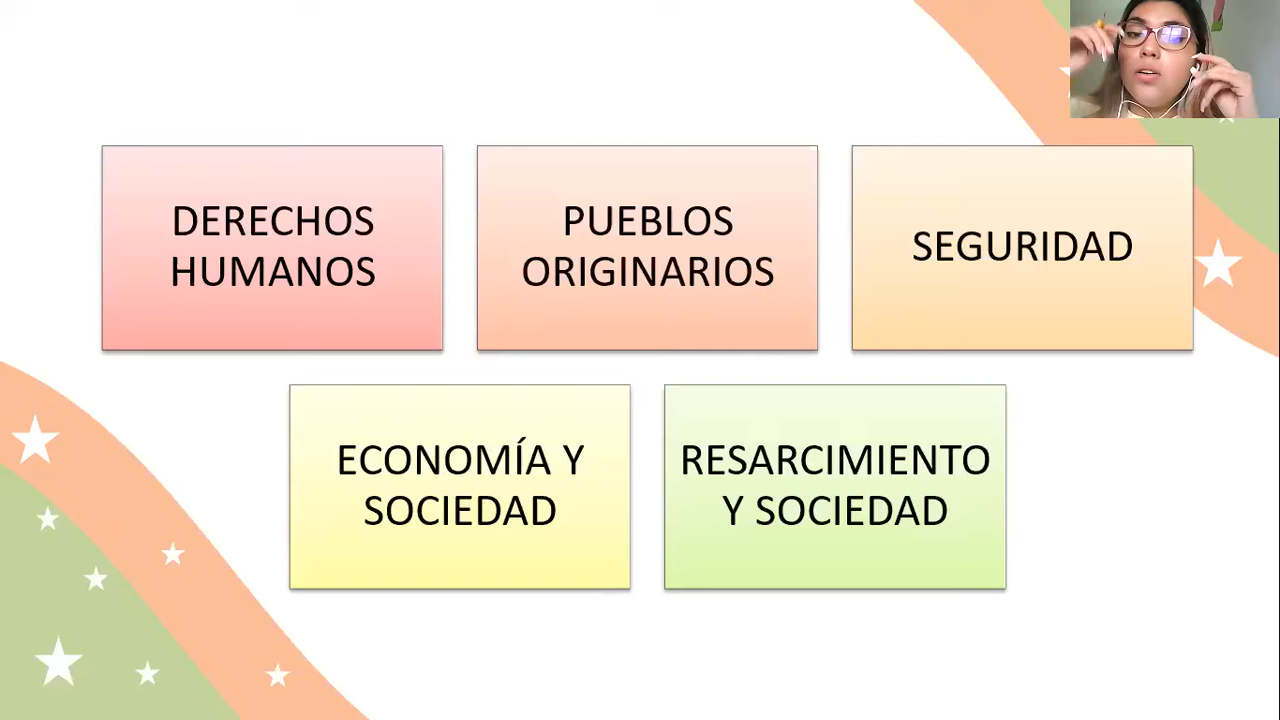 DERECHOS
HUMANOS
PUEBLOS
ORIGINARIOS
SEGURIDAD
ECONOMÍA Y
SOCIEDAD
RESARCIMIENTO
Y SOCIEDAD